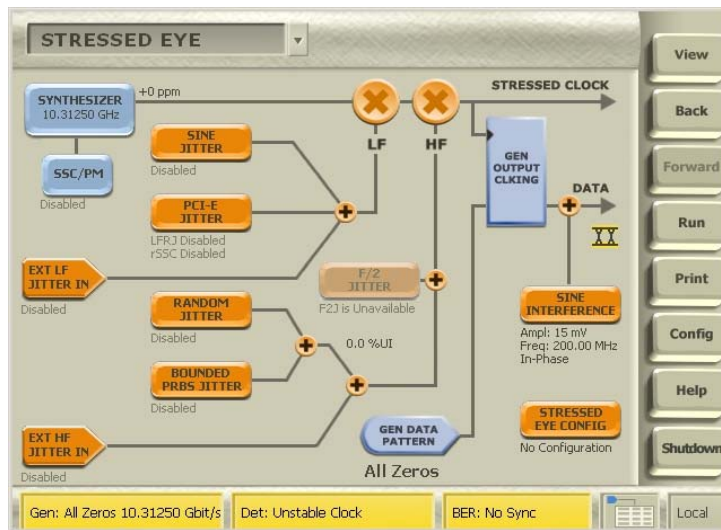 STRESSED EYE
View
Back
Forward
Run
Print
Config
Help
Shutdown
SYNTHESIZER
10.31250 GHz
+0 ppm
STRESSED CLOCK
SSC/PM
Disabled
SINE
JITTER
Disabled
LF
HF
GEN
OUTPUT
CLKING
DATA
PCI-E
JITTER
LFRJ Disabled
rSSC Disabled
EXT LF
JITTER IN
Disabled
F/2
JITTER
F2J is Unavailable
RANDOM
JITTER
Disabled
0.0 %UI
SINE
INTERFERENCE
Ampl: 15 mV
Freq: 200.00 MHz
In-Phase
BOUNDED
PRBS JITTER
Disabled
EXT HF
JITTER IN
Disabled
GEN DATA
PATTERN
All Zeros
STRESSED
EYE CONFIG
No Configuration
Gen: All Zeros 10.31250 Gbit/s
Det: Unstable Clock
BER: No Sync
Local